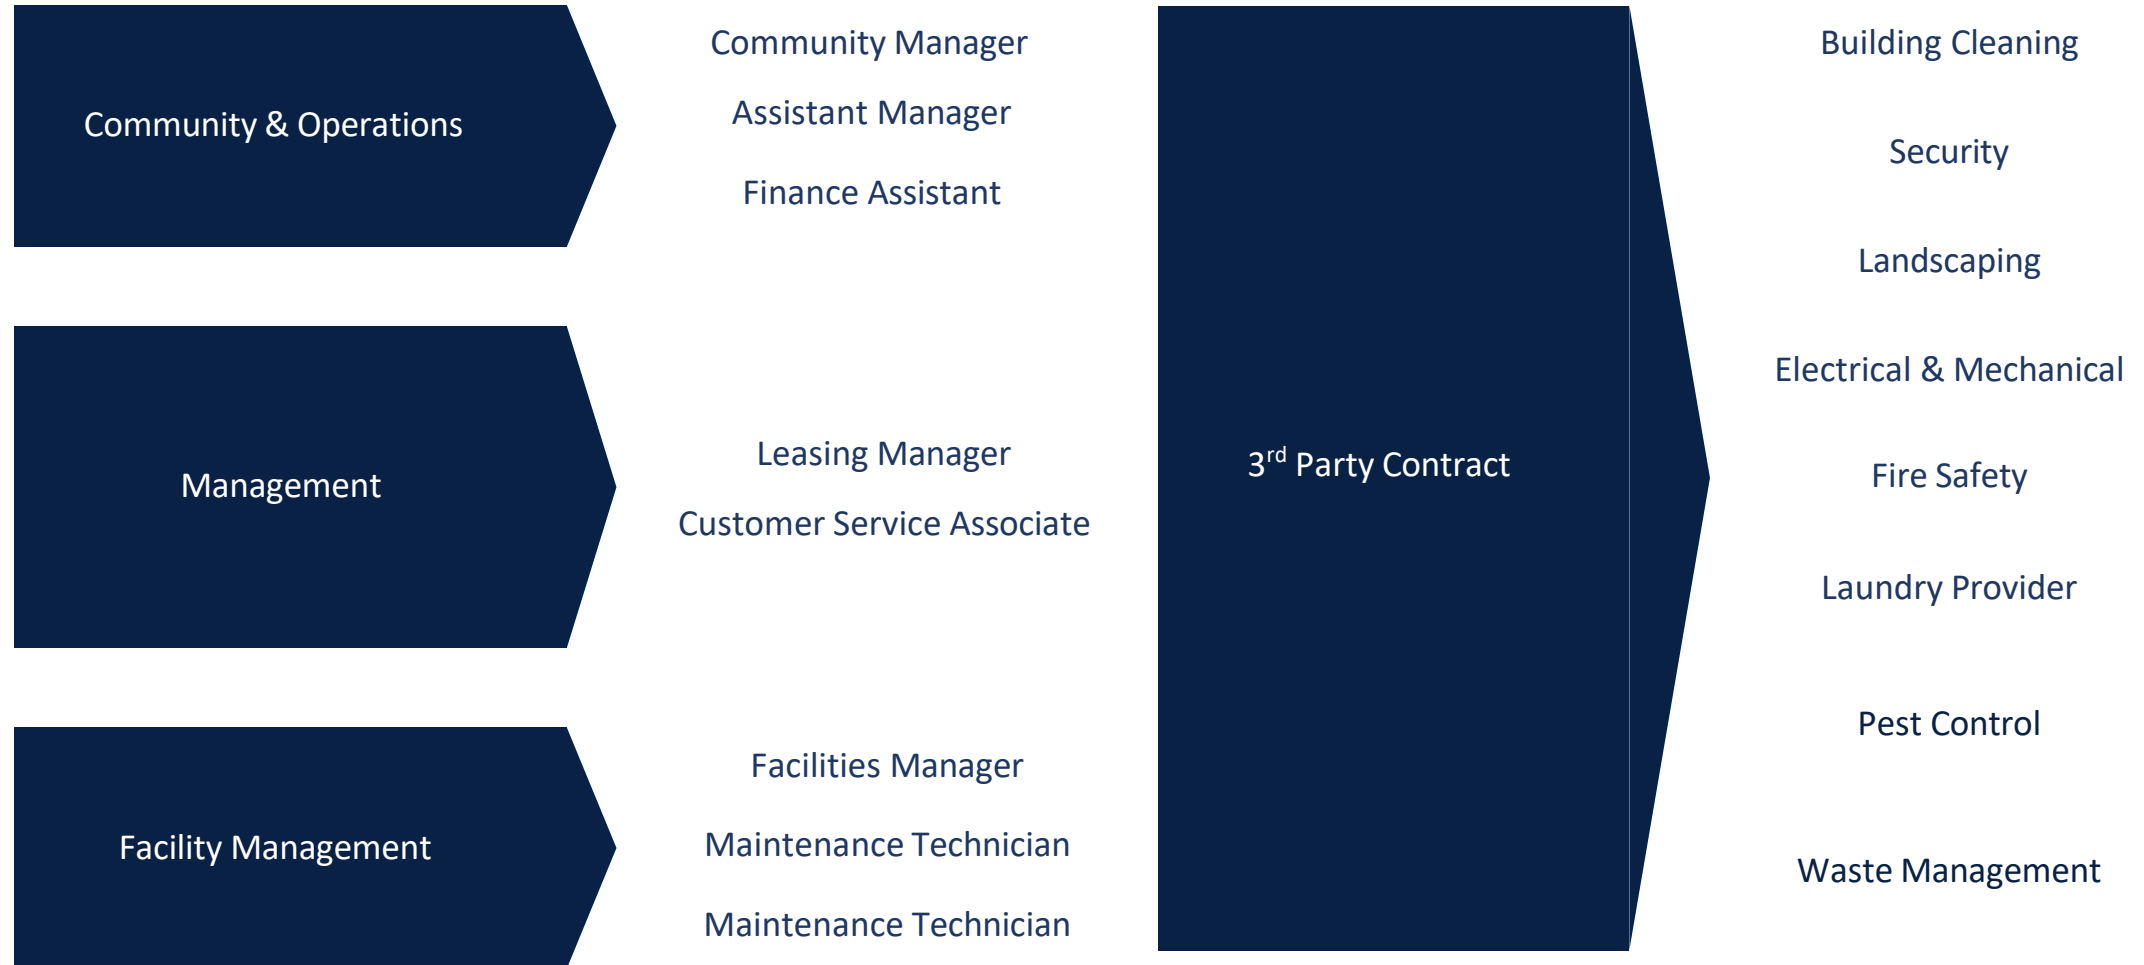 Community & Operations
Community Manager
Assistant Manager
Finance Assistant
Management
Leasing Manager
Customer Service Associate
Facility Management
Facilities Manager
Maintenance Technician
Maintenance Technician
3rd Party Contract
Building Cleaning
Security
Landscaping
Electrical & Mechanical
Fire Safety
Laundry Provider
Pest Control
Waste Management